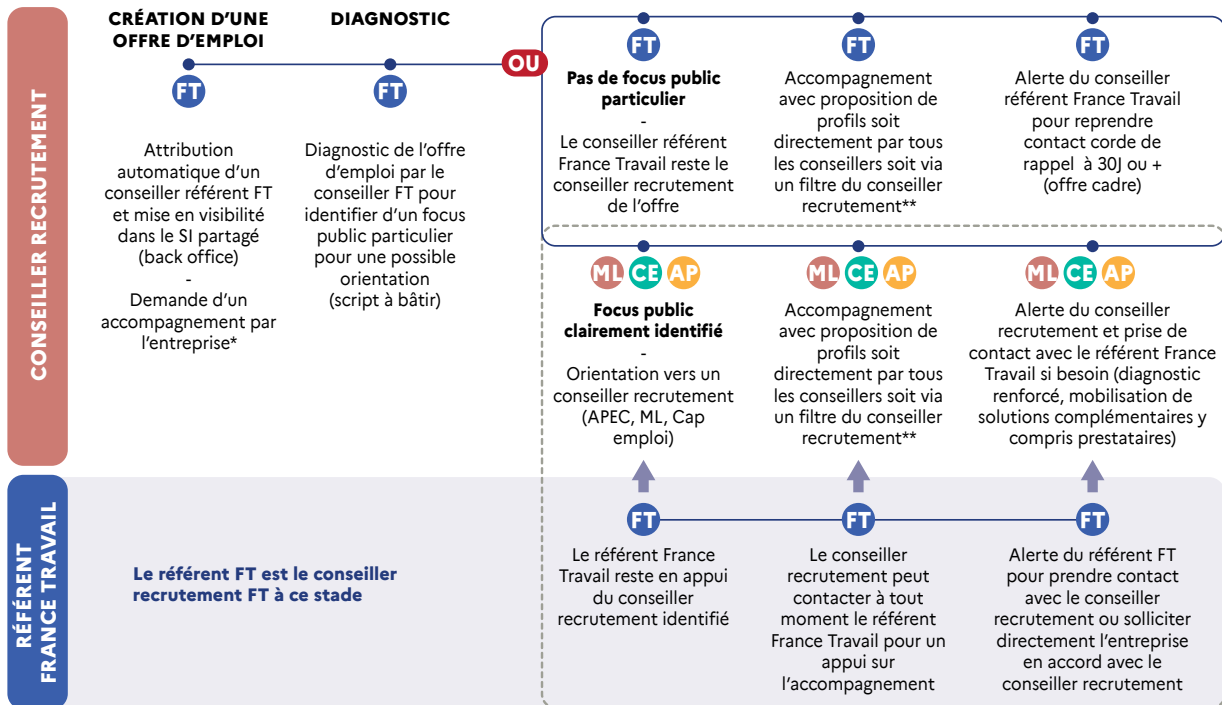 CONSEILLER RECRUTEMENT
CRÉATION D'UNE
OFFRE D'EMPLOI
FT
Attribution
automatique d'un
conseiller référent FT
et mise en visibilité
dans le SI partagé
(back office)
-
Demande d'un
accompagnement par
l'entreprise*
DIAGNOSTIC
FT
Diagnostic de l'offre
d'emploi par le
conseiller FT pour
identifier d'un focus
public particulier
pour une possible
orientation
(script à bâtir)
OU
FT
Pas de focus public
particulier
-
Le conseiller référent
France Travail reste le
conseiller recrutement
de l'offre
FT
Accompagnement
avec proposition de
profils soit
directement par tous
les conseillers soit via
un filtre du conseiller
recrutement**
FT
Alerte du conseiller
référent France Travail
pour reprendre
contact corde de
rappel à 30J ou +
(offre cadre)
ML CE AP
Focus public
clairement identifié
-
Orientation vers un
conseiller recrutement
(APEC, ML, Cap
emploi)
ML CE AP
Accompagnement
avec proposition de
profils soit
directement par tous
les conseillers soit via
un filtre du conseiller
recrutement**
ML CE AP
Alerte du conseiller
recrutement et prise de
contact avec le référent France
Travail si besoin (diagnostic
renforcé, mobilisation de
solutions complémentaires y
compris prestataires)
RÉFÉRENT
FRANCE TRAVAIL
Le référent FT est le conseiller
recrutement FT à ce stade
FT
Le référent France
Travail reste en appui
du conseiller
recrutement identifié
FT
Le conseiller
recrutement peut
contacter à tout
moment le référent
France Travail pour un
appui sur
l'accompagnement
FT
Alerte du référent FT
pour prendre contact
avec le conseiller
recrutement ou solliciter
directement l'entreprise
en accord avec le
conseiller recrutement